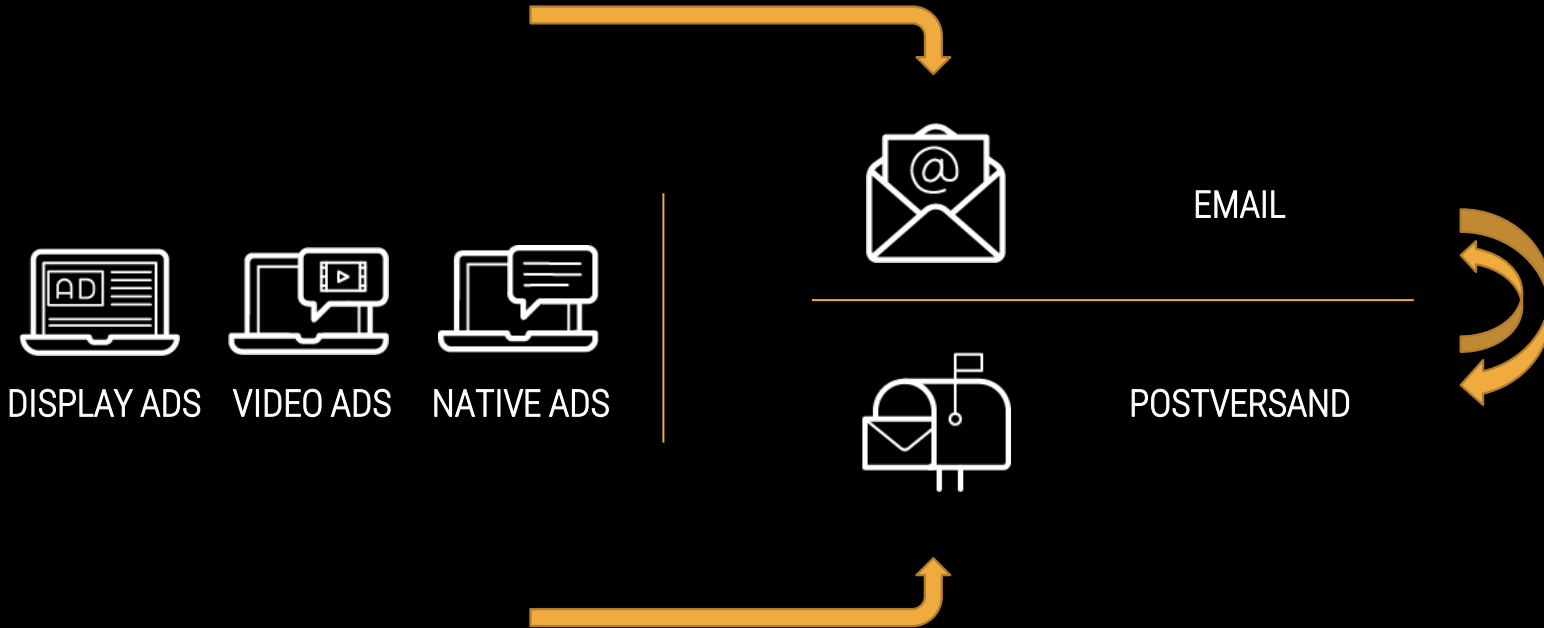 AD
DISPLAY ADS
VIDEO ADS
NATIVE ADS
@
EMAIL
POSTVERSAND